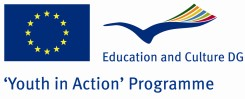 Education and Culture DG
‘Youth in Action’ Programme